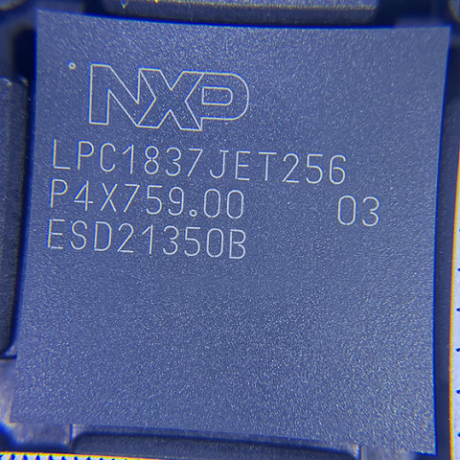 NXP
LPC1837JET256
P4X759.00 03
ESD21350B